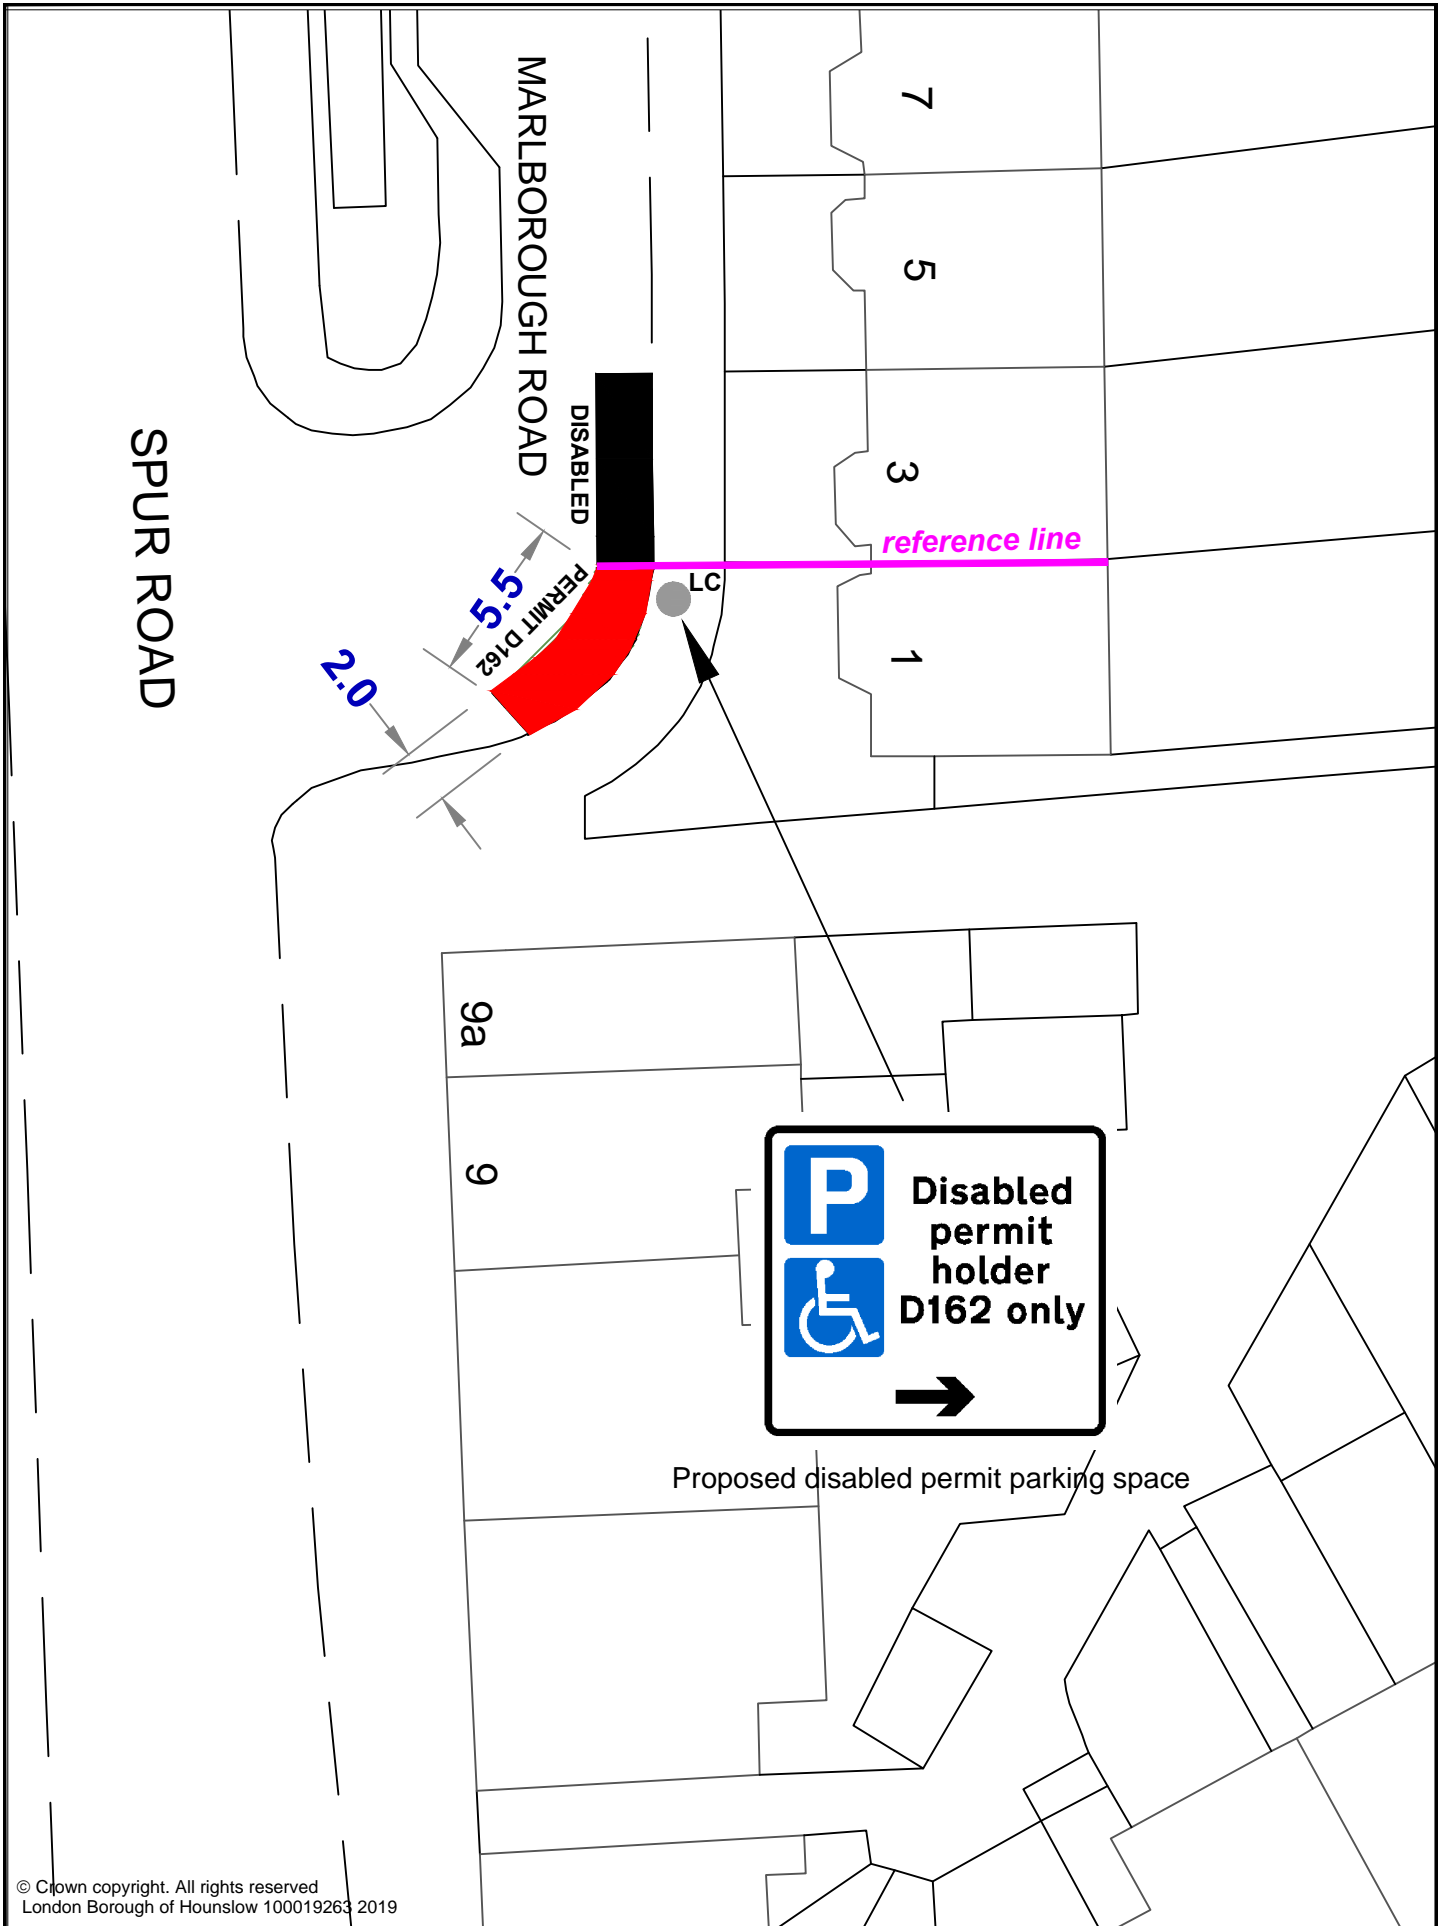 MARLBOROUGH ROAD
7
5
3
1
DISABLED
reference line
LC
PERMIT D162
5.5
2.0
SPUR ROAD
9a
9
P
Disabled
permit
holder
D162 only
Proposed disabled permit parking space
© Crown copyright. All rights reserved
London Borough of Hounslow 100019263 2019